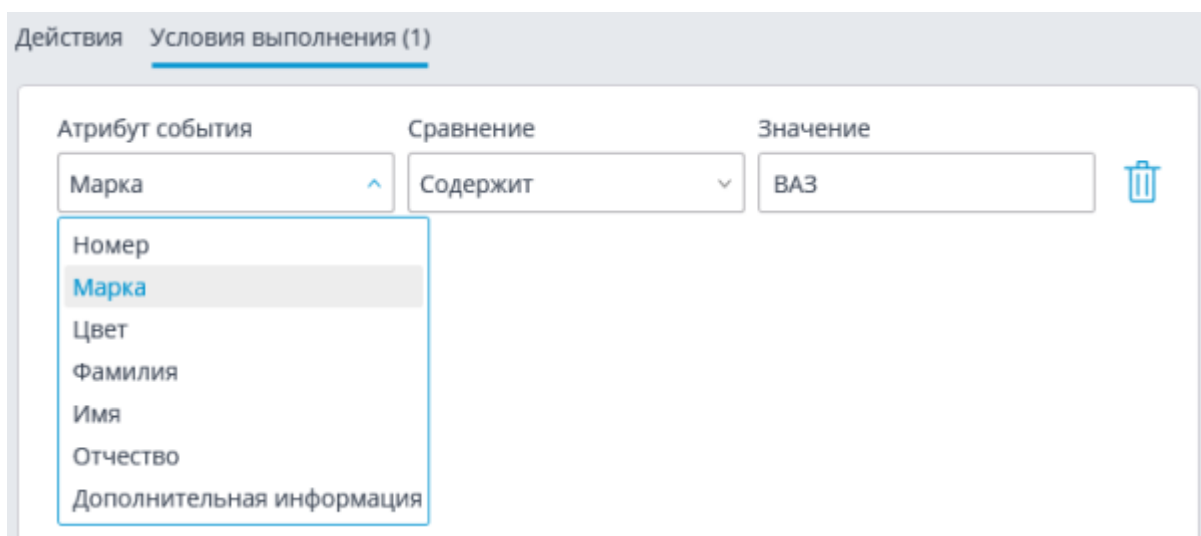 Действия Условия выполнения (1)
Атрибут события Сравнение Значение
Марка Содержит ВАЗ
Номер
Марка
Цвет
Фамилия
Имя
Отчество
Дополнительная информация